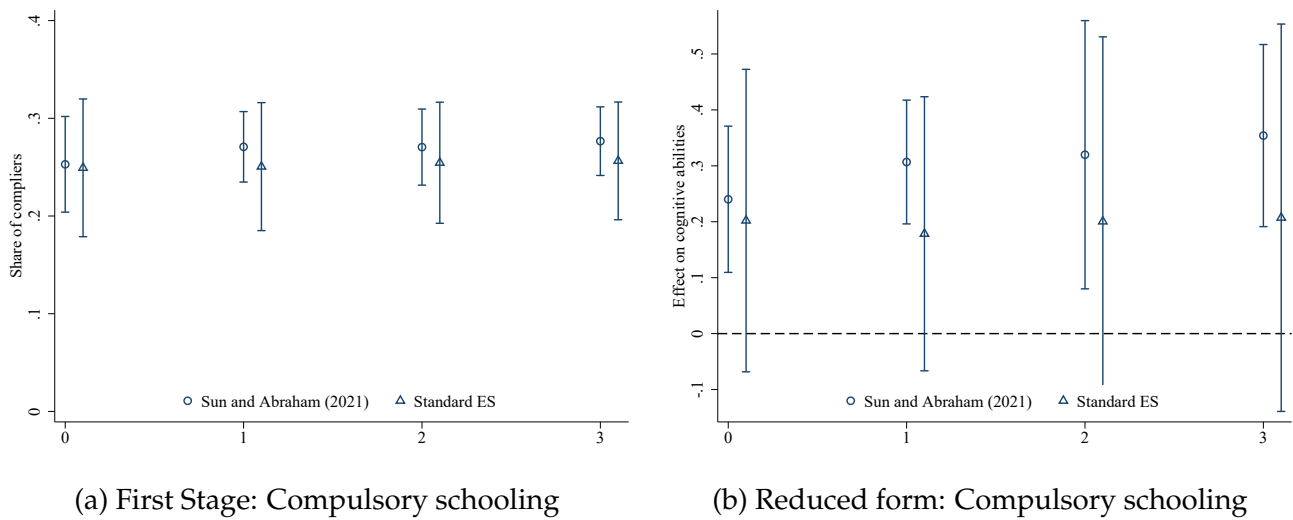 Share of compliers
.4
.3
.2
.1
0
0 1 2 3
Sun and Abraham (2021) Standard ES
(a) First Stage: Compulsory schooling
Effect on cognitive abilities
.5
.4
.3
.2
.1
0
-.1
0 1 2 3
Sun and Abraham (2021) Standard ES
(b) Reduced form: Compulsory schooling